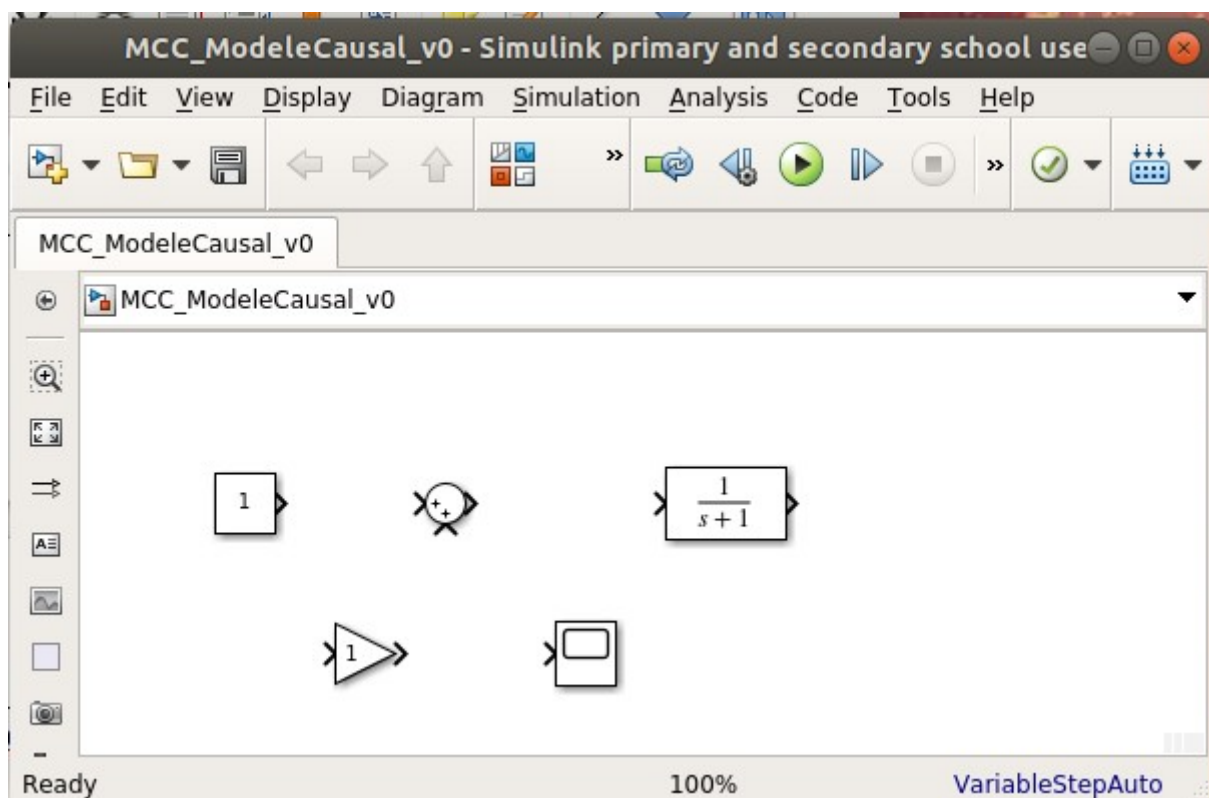 MCC_ModeleCausal_v0 - Simulink primary and secondary school use
File Edit View Display Diagram Simulation Analysis Code Tools Help
» »
MCC_ModeleCausal_v0
MCC_ModeleCausal_v0
1
+
+
1
s + 1
1
Ready 100% VariableStepAuto